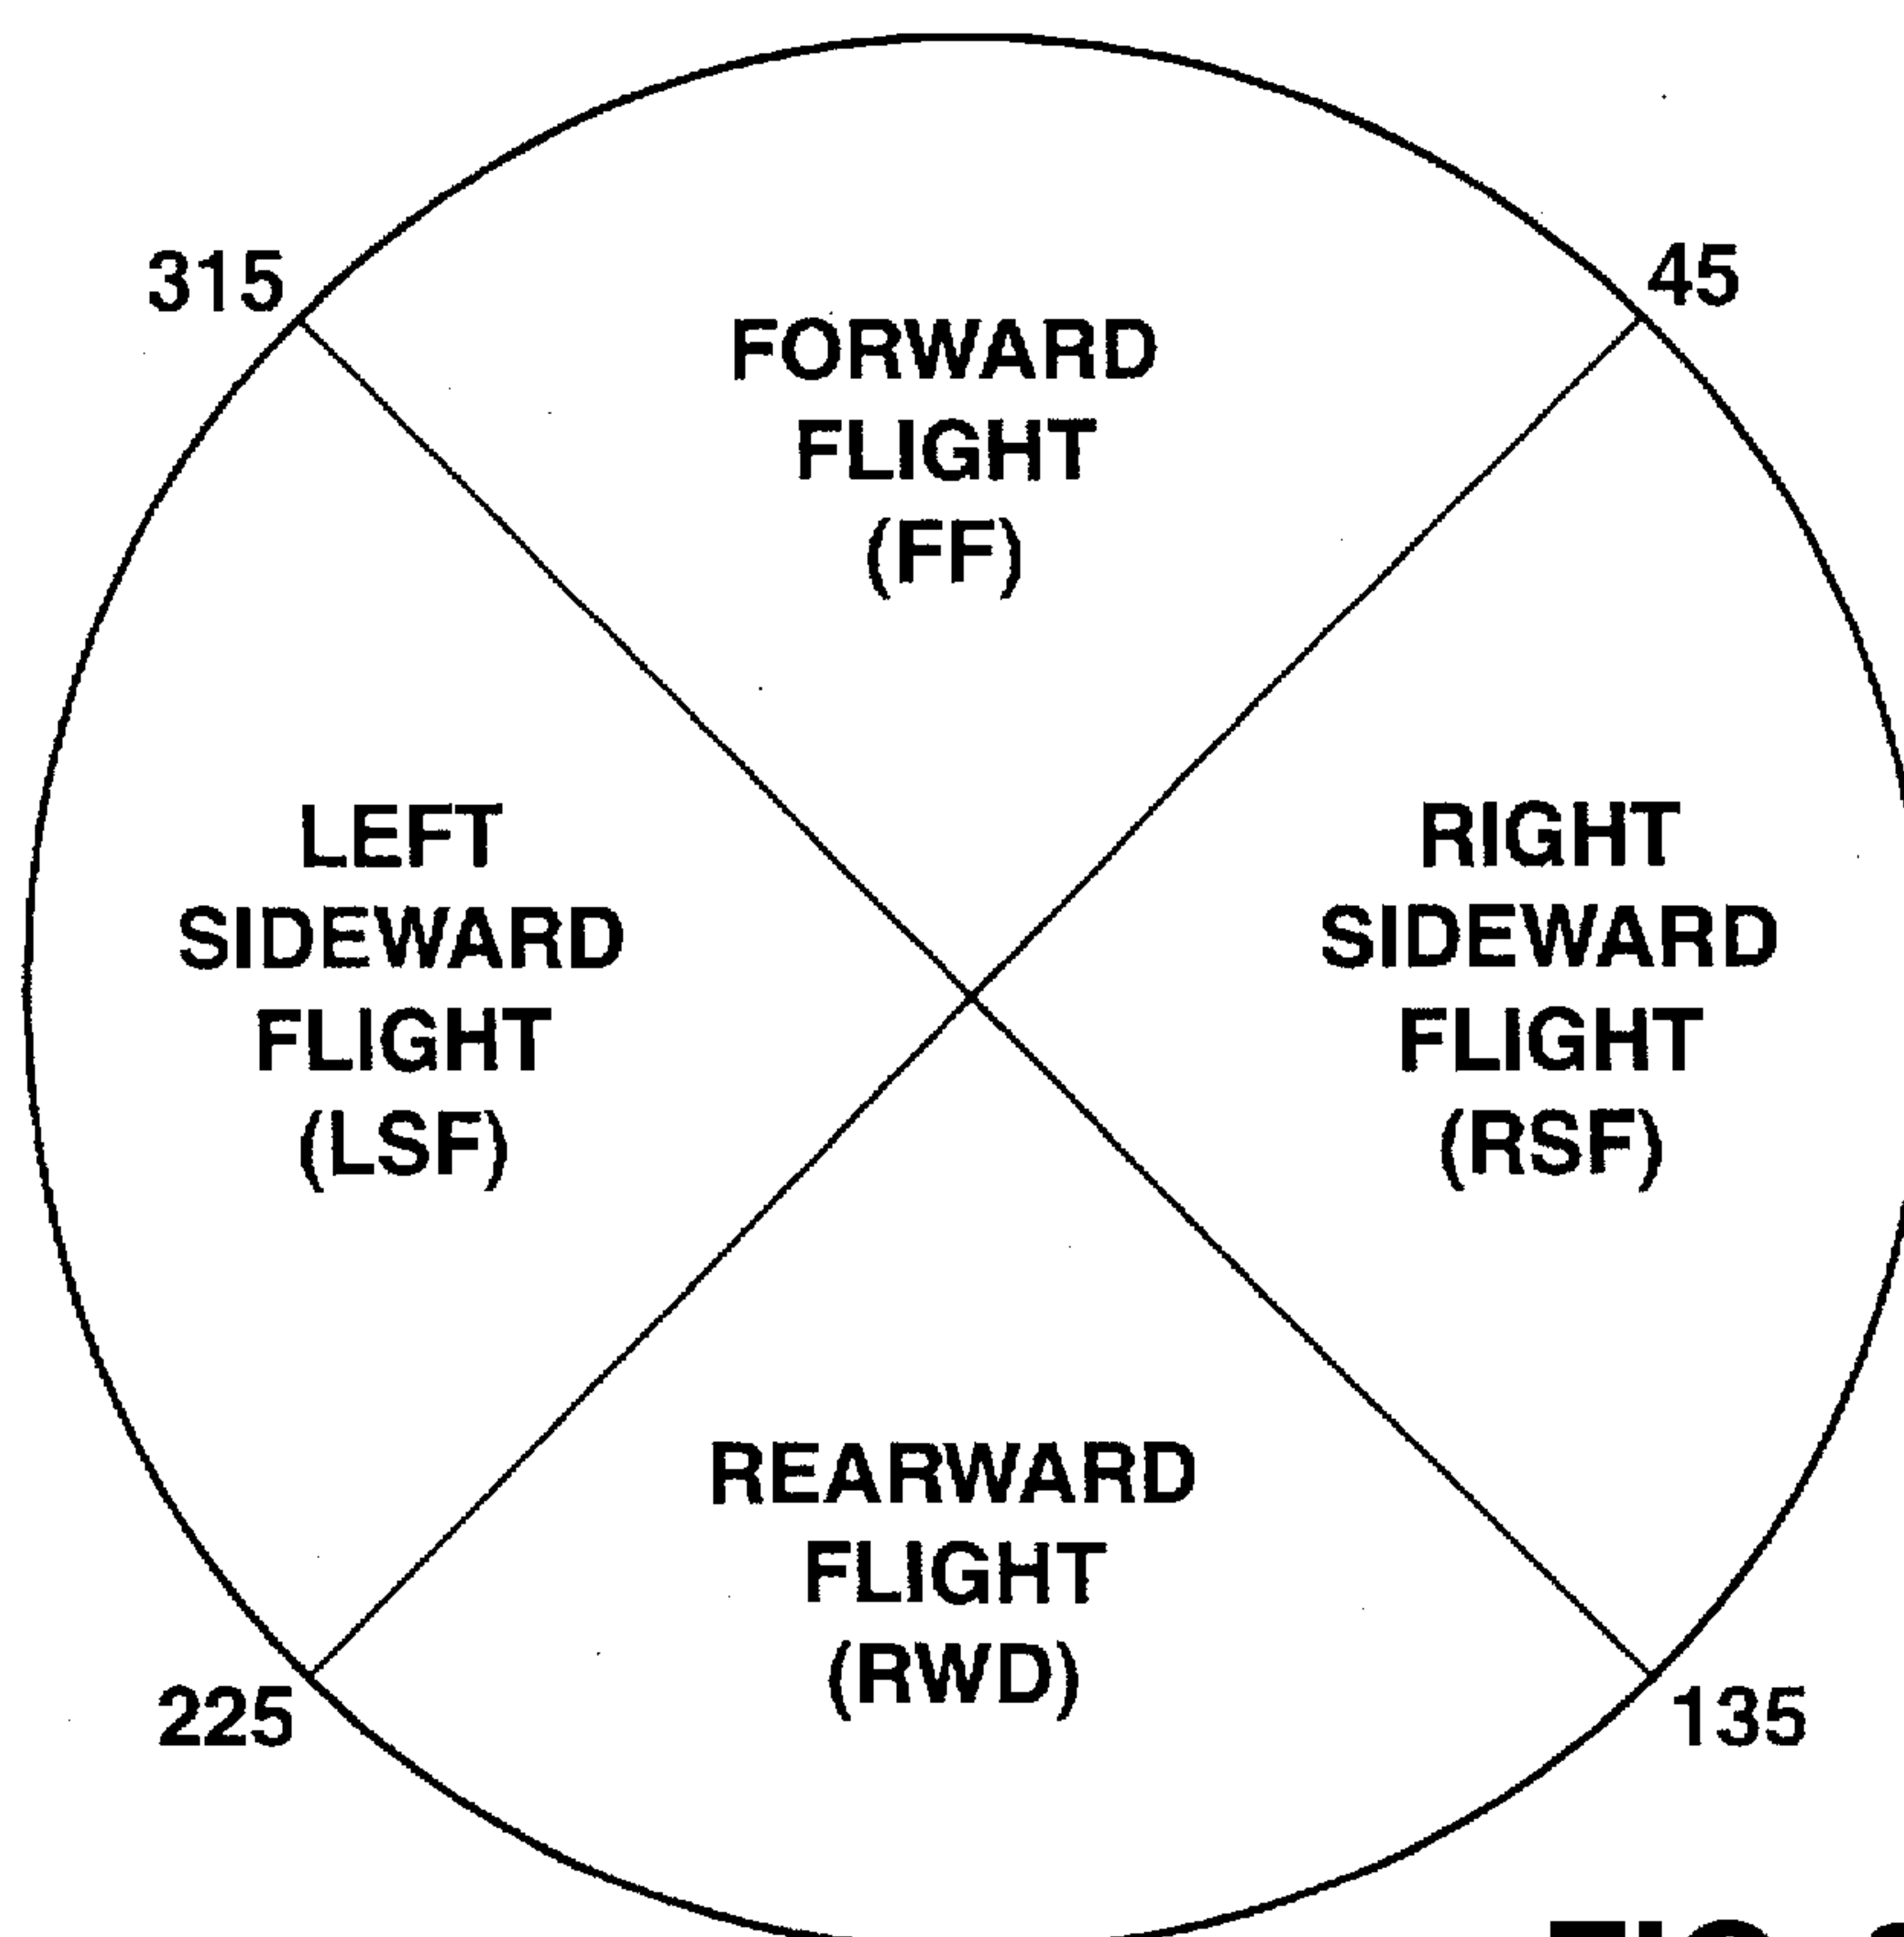 315
45
FORWARD
FLIGHT
(FF)
LEFT
SIDEWARD
FLIGHT
(LSF)
RIGHT
SIDEWARD
FLIGHT
(RSF)
REARWARD
FLIGHT
(RWD)
225
135